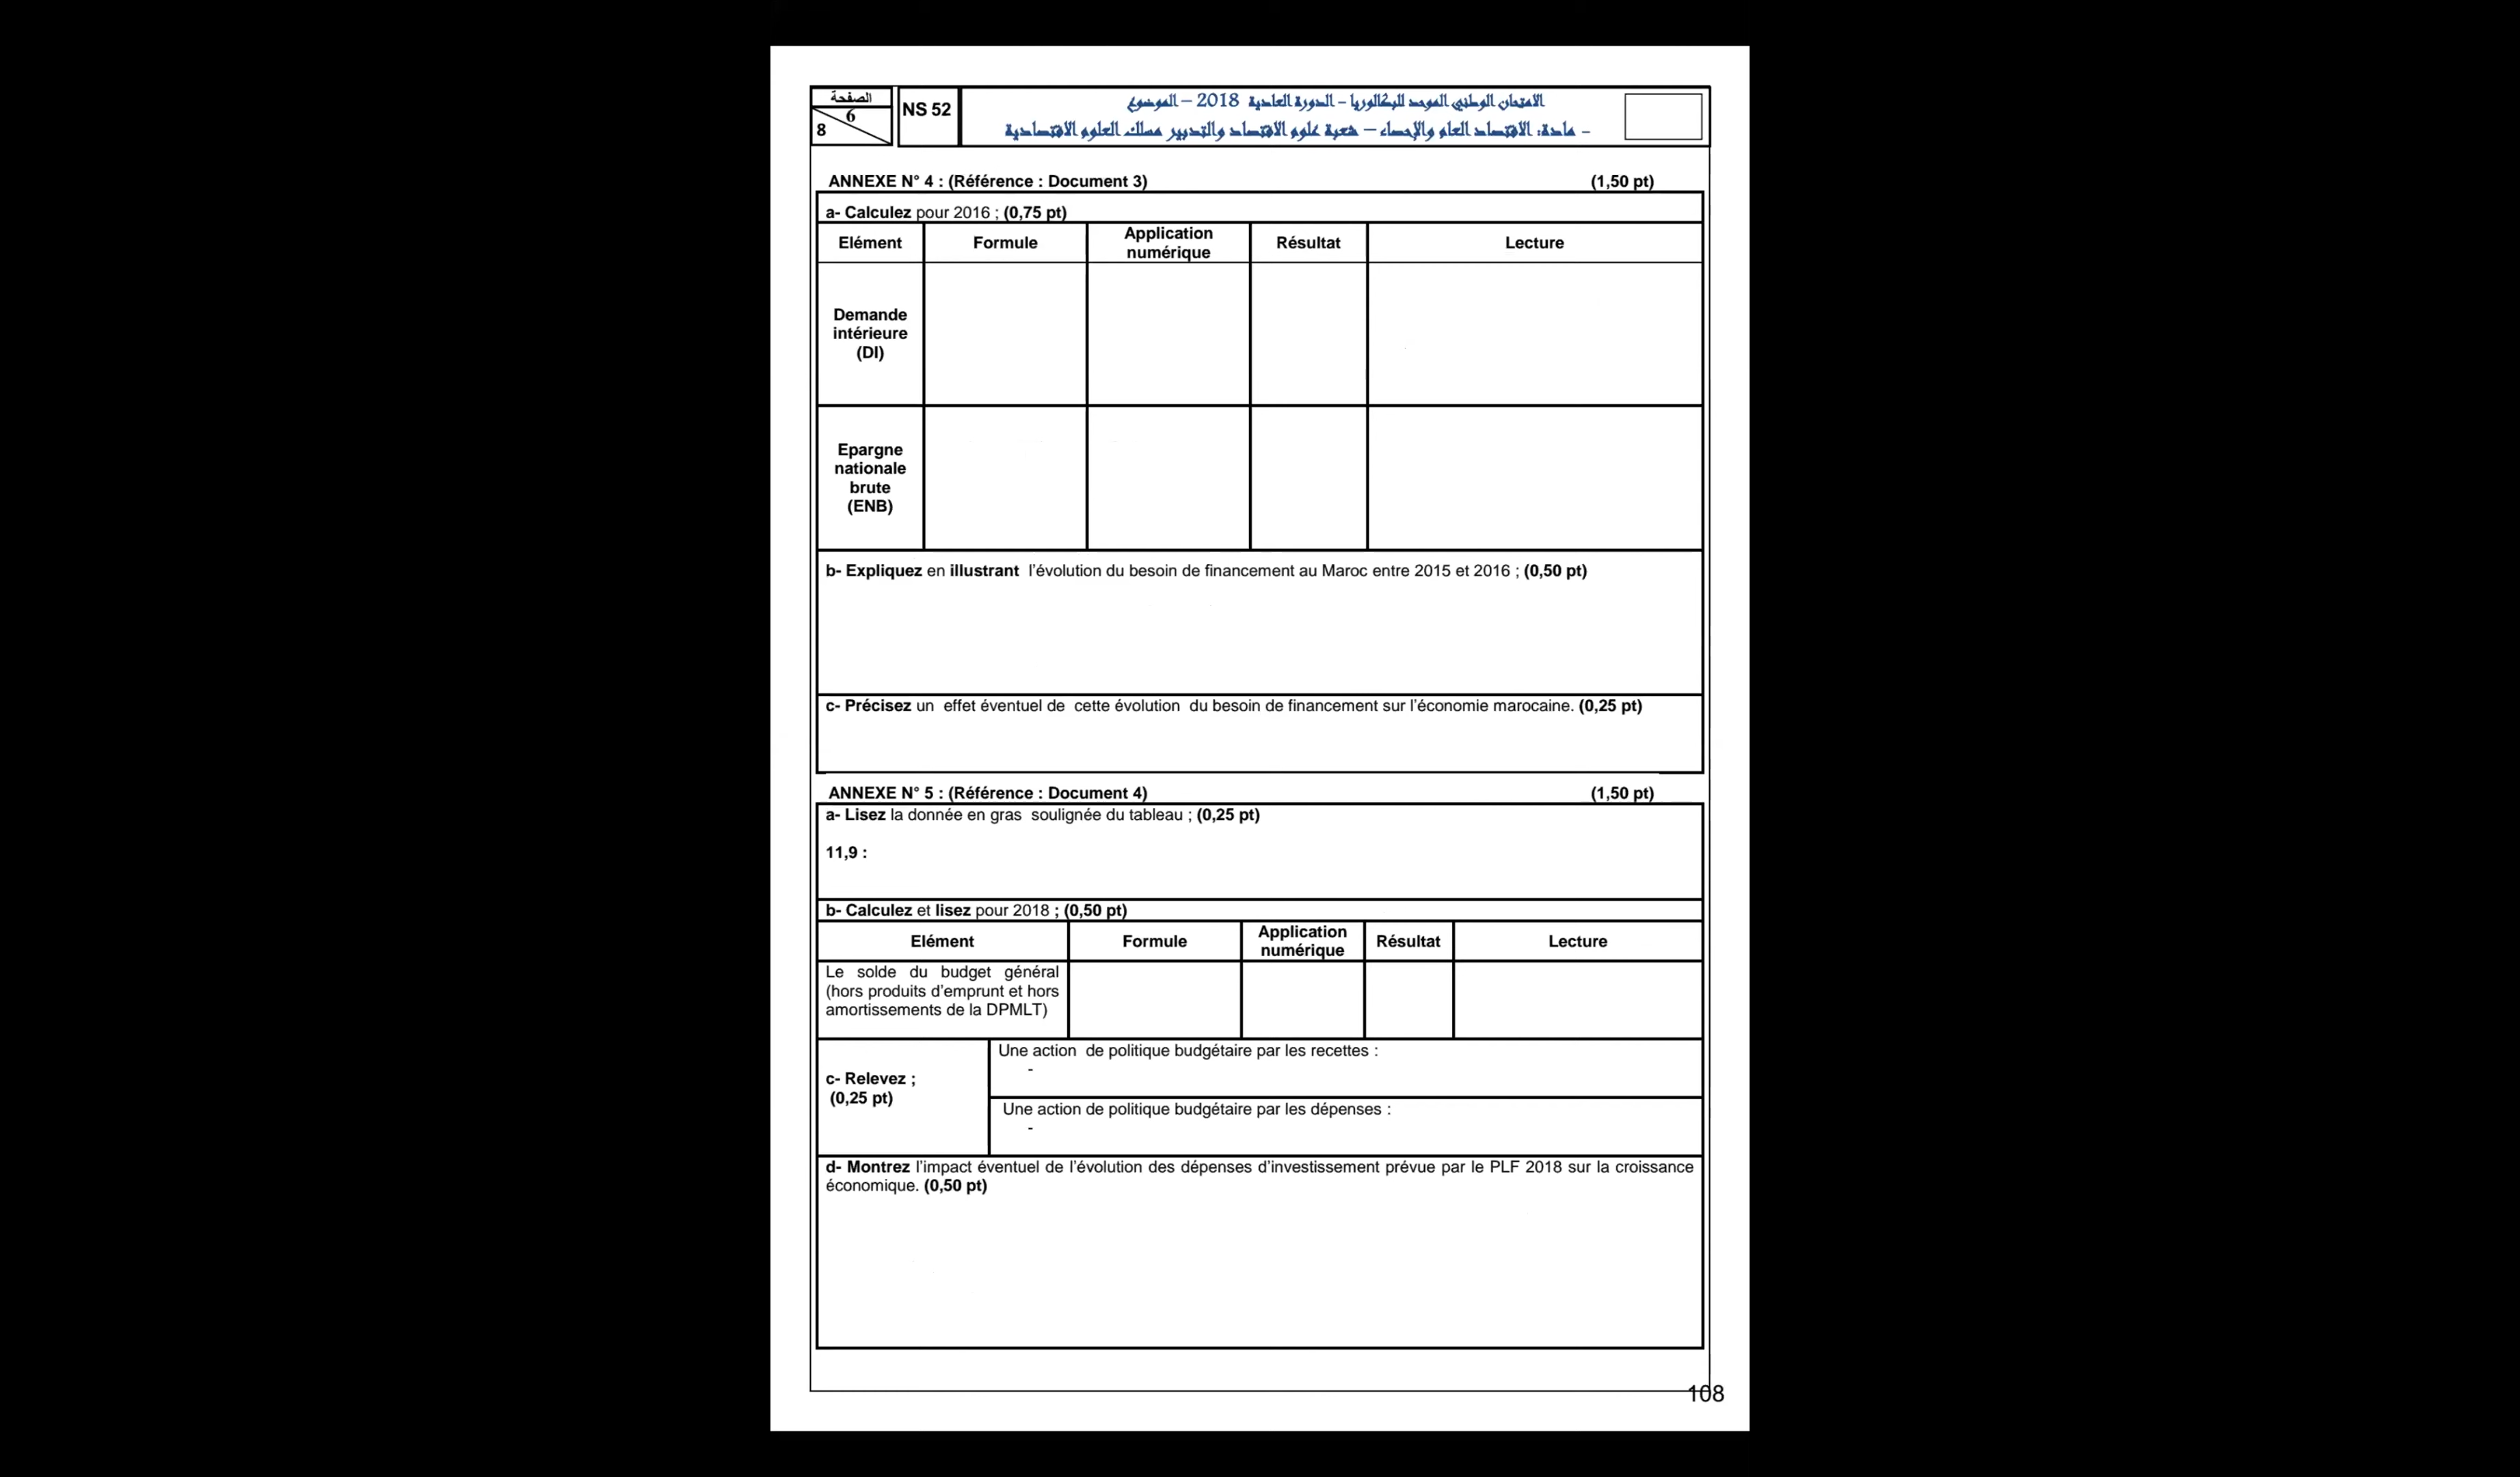 الصفحة
6
8
NS 52
الامتحان الوطني الموحد للبكالوريا – الدورة العادية 2018 – الموضوع
- مادة: الاقتصاد العام والإحصاء – شعبة علوم الاقتصاد والتدبير مسلك العلوم الاقتصادية
ANNEXE N° 4 : (Référence : Document 3) (1,50 pt)
a- Calculez pour 2016 ; (0,75 pt)
Elément Formule Application numérique Résultat Lecture
Demande
intérieure
(DI)
Epargne
nationale
brute
(ENB)
b- Expliquez en illustrant l'évolution du besoin de financement au Maroc entre 2015 et 2016 ; (0,50 pt)
c- Précisez un effet éventuel de cette évolution du besoin de financement sur l'économie marocaine. (0,25 pt)
ANNEXE N° 5 : (Référence : Document 4) (1,50 pt)
a- Lisez la donnée en gras soulignée du tableau ; (0,25 pt)
11,9 :
b- Calculez et lisez pour 2018 ; (0,50 pt)
Elément Formule Application numérique Résultat Lecture
Le solde du budget général
(hors produits d'emprunt et hors
amortissements de la DPMLT)
c- Relevez ;
(0,25 pt)
Une action de politique budgétaire par les recettes :
-
Une action de politique budgétaire par les dépenses :
-
d- Montrez l'impact éventuel de l'évolution des dépenses d'investissement prévue par le PLF 2018 sur la croissance
économique. (0,50 pt)
108